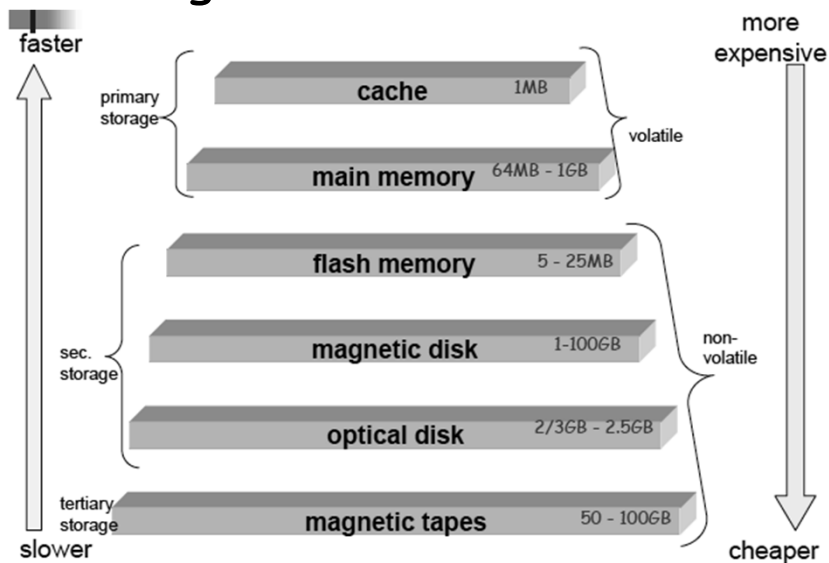 g
faster
more
expensive
cache 1MB
primary
storage
volatile
main memory 64MB - 1GB
flash memory 5 - 25MB
magnetic disk 1-100GB
non-
volatile
sec.
storage
optical disk 2/3GB - 2.5GB
tertiary
storage
magnetic tapes 50 - 100GB
slower
cheaper